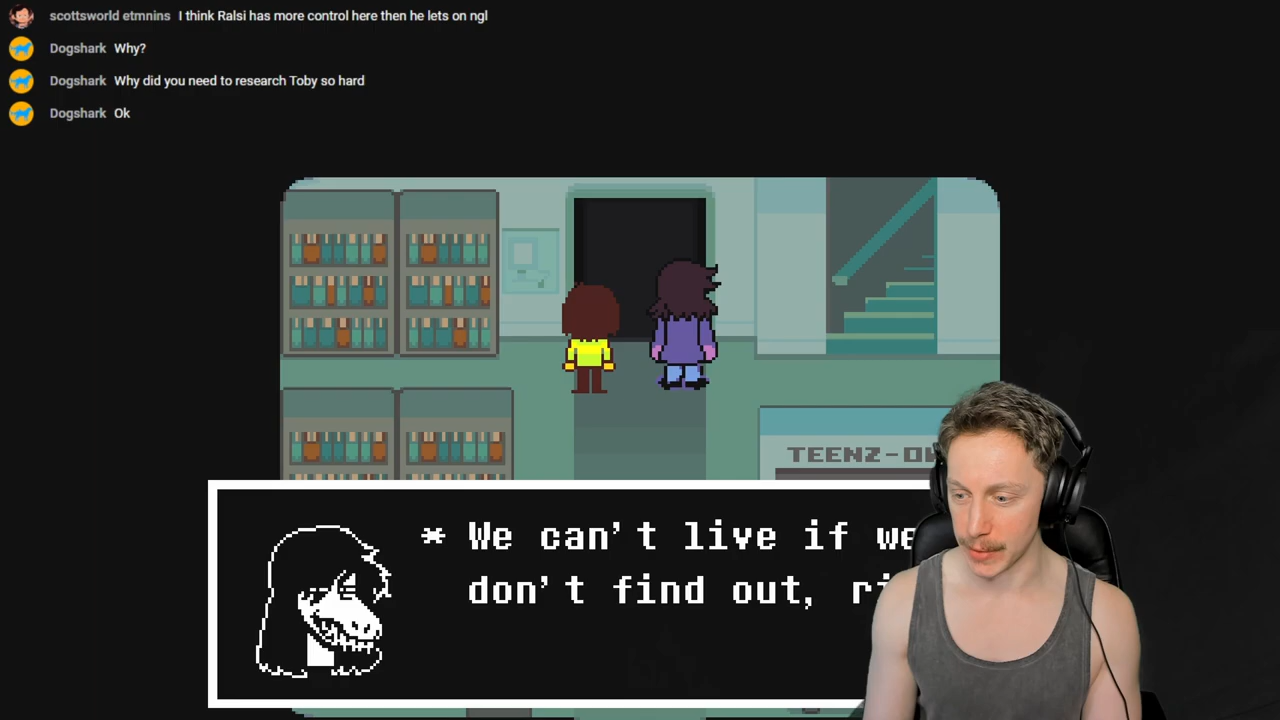 scottsworld etmnins I think Ralsi has more control here then he lets on ngl
Dogshark Why?
Dogshark Why did you need to research Toby so hard
Dogshark Ok
TEENZ-O
* We can't live if we
don't find out, ri